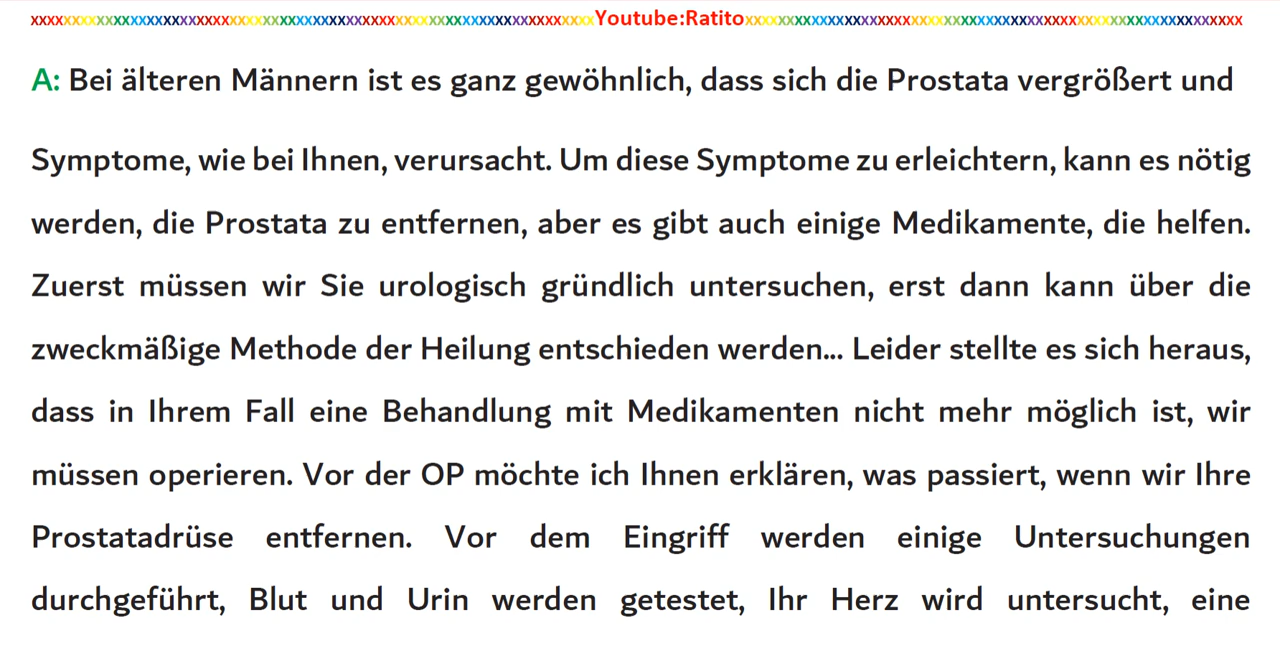 xxxxxxxxxxxxxxxxxxxxxxxxxxxxxxxxxxxxxxxxxxxxxxxxxxxxxxxxxxxxxxxxxxxxxYoutube:Ratitoxxxxxxxxxxxxxxxxxxxxxxxxxxxxxxxxxxxxxxxxxxxxxxxxxxxxxxxxxxxx
A: Bei älteren Männern ist es ganz gewöhnlich, dass sich die Prostata vergrößert und
Symptome, wie bei Ihnen, verursacht. Um diese Symptome zu erleichtern, kann es nötig
werden, die Prostata zu entfernen, aber es gibt auch einige Medikamente, die helfen.
Zuerst müssen wir Sie urologisch gründlich untersuchen, erst dann kann über die
zweckmäßige Methode der Heilung entschieden werden... Leider stellte es sich heraus,
dass in Ihrem Fall eine Behandlung mit Medikamenten nicht mehr möglich ist, wir
müssen operieren. Vor der OP möchte ich Ihnen erklären, was passiert, wenn wir Ihre
Prostatadrüse entfernen. Vor dem Eingriff werden einige Untersuchungen
durchgeführt, Blut und Urin werden getestet, Ihr Herz wird untersucht, eine